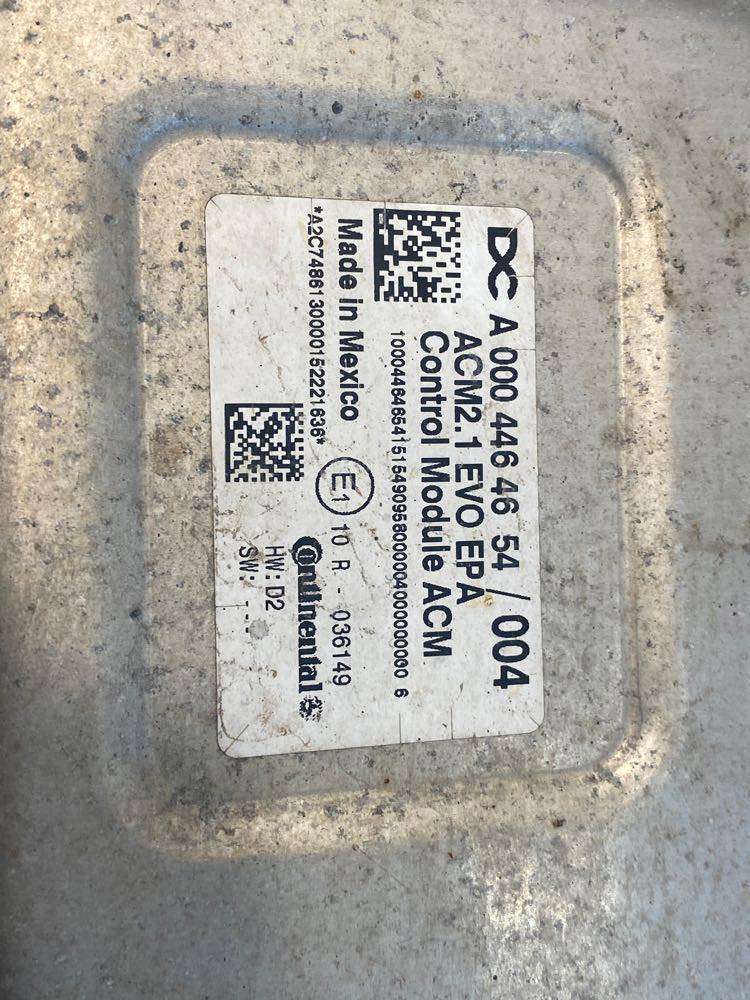 DC A 000 446 46 54 / 004
ACM2.1 EVO EPA
Control Module ACM
10004464654151549095800000400000000 6
Made in Mexico
E1 10 R - 036149
*A2C7486130000152221636*
Continental
HW: D2
SW: ---